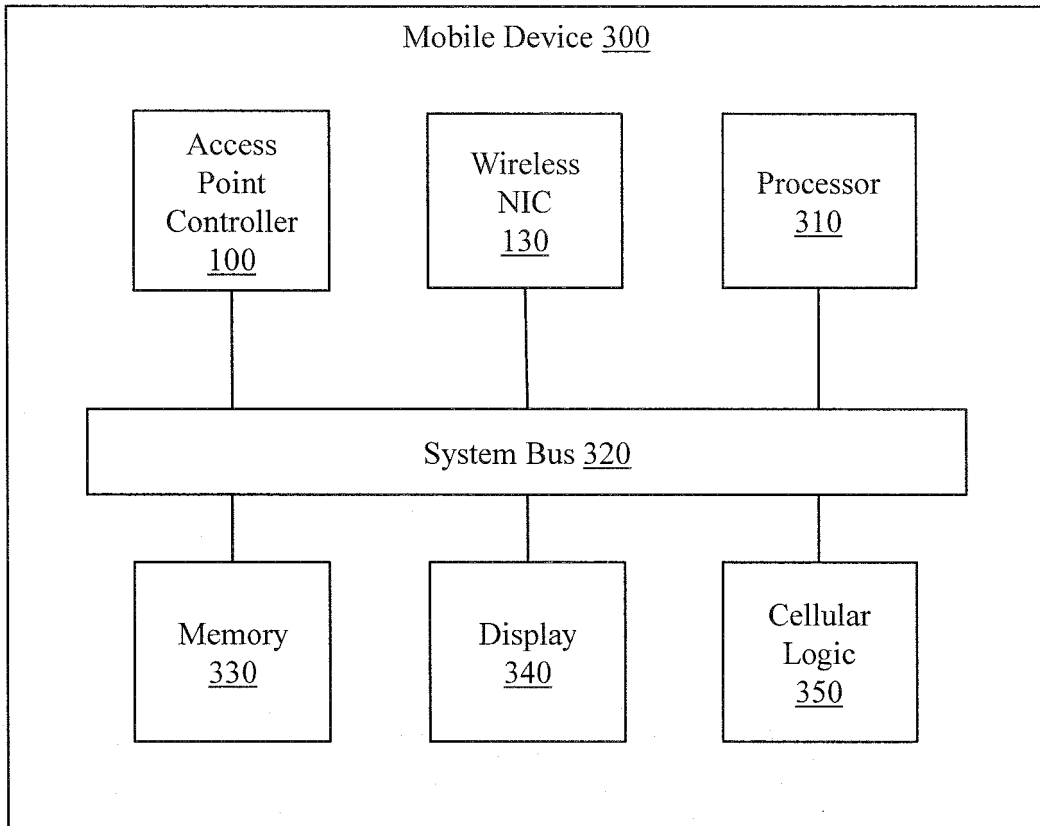 Mobile Device 300
Access
Point
Controller
100
Wireless
NIC
130
Processor
310
System Bus 320
Memory
330
Display
340
Cellular
Logic
350